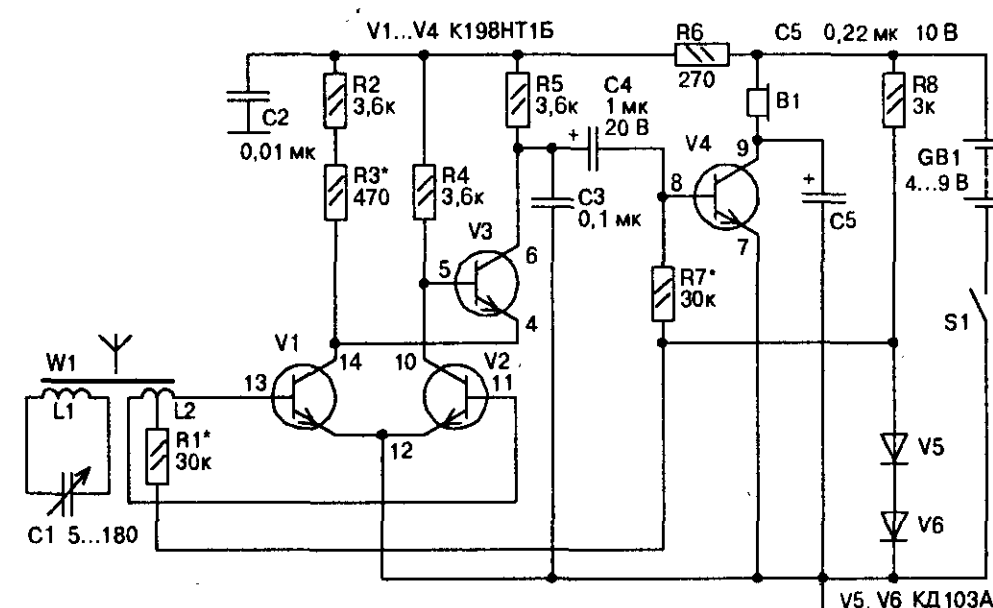 V1...V4 К198НТ1Б
R6
270
C5 0,22 мк 10 В
C2
0,01 мк
R2
3,6к
R3*
470
R4
3,6к
R5
3,6к
C4
1 мк
20 В
+
C3
0,1 мк
V4
9
8
7
B1
+
C5
R8
3к
GB1
4...9 В
S1
V3
6
5
4
R7*
30к
W1
L1
L2
C1 5...180
R1*
30к
V1
14
13
10
V2
11
12
V5
V6
V5, V6 КД103А